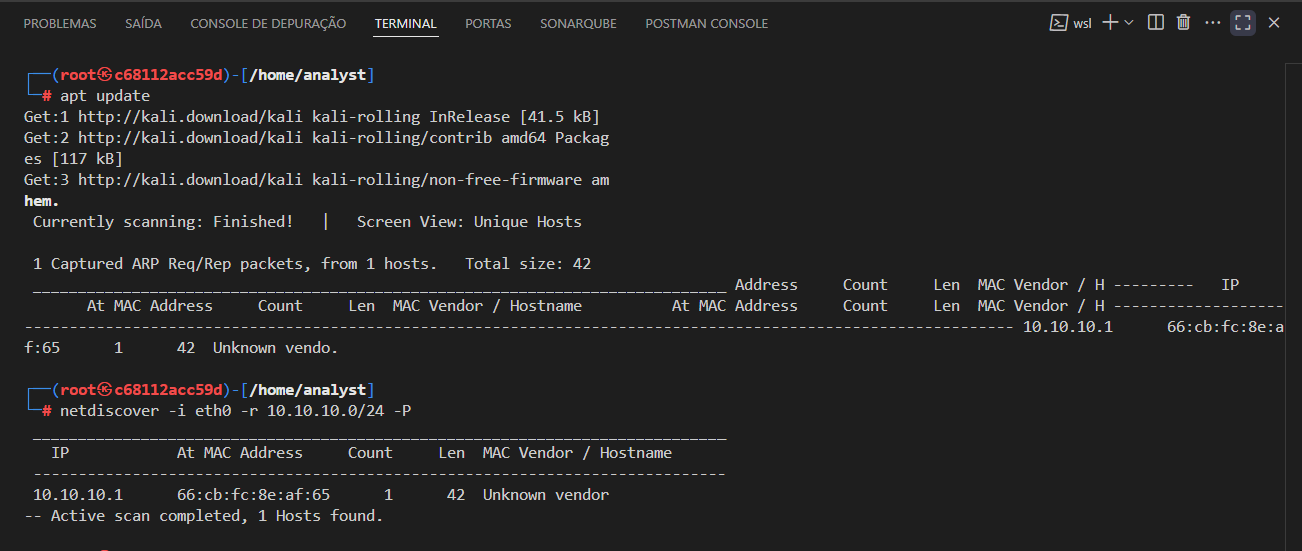 PROBLEMAS SAÍDA CONSOLE DE DEPURAÇÃO TERMINAL PORTAS SONARQUBE POSTMAN CONSOLE wsl
┌──(root㉿c68112acc59d)-[/home/analyst]
└─# apt update
Get:1 http://kali.download/kali kali-rolling InRelease [41.5 kB]
Get:2 http://kali.download/kali kali-rolling/contrib amd64 Packag
es [117 kB]
Get:3 http://kali.download/kali kali-rolling/non-free-firmware am
hem.
 Currently scanning: Finished!   |   Screen View: Unique Hosts
 1 Captured ARP Req/Rep packets, from 1 hosts.   Total size: 42
 _____________________________________________________________________________ Address     Count     Len  MAC Vendor / H ---------   IP
       At MAC Address     Count     Len  MAC Vendor / Hostname          At MAC Address     Count     Len  MAC Vendor / H -------------------
-------------------------------------------------------------------------------------------------------------- 10.10.10.1      66:cb:fc:8e:a
f:65      1      42  Unknown vendo.
┌──(root㉿c68112acc59d)-[/home/analyst]
└─# netdiscover -i eth0 -r 10.10.10.0/24 -P
 _____________________________________________________________________________
   IP            At MAC Address     Count     Len  MAC Vendor / Hostname
 -----------------------------------------------------------------------------
 10.10.10.1      66:cb:fc:8e:af:65      1      42  Unknown vendor
-- Active scan completed, 1 Hosts found.